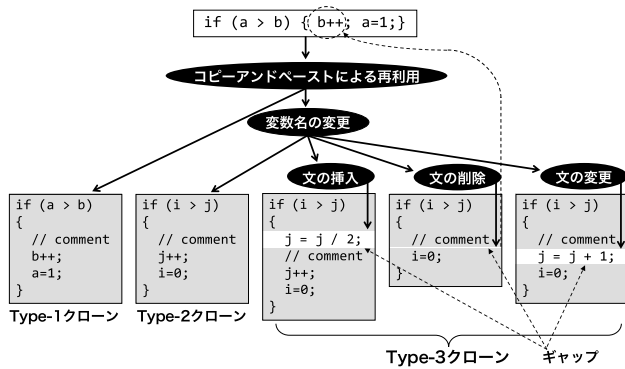 if (a > b) { b++; a=1;}
コピーアンドペーストによる再利用
変数名の変更
文の挿入
文の削除
文の変更
if (a > b)
{
// comment
b++;
a=1;
}
Type-1クローン
if (i > j)
{
// comment
j++;
i=0;
}
Type-2クローン
if (i > j)
{
j = j / 2;
// comment
j++;
i=0;
}
if (i > j)
{
// comment
i=0;
}
if (i > j)
{
// comment
j = j + 1;
i=0;
}
Type-3クローン
ギャップ